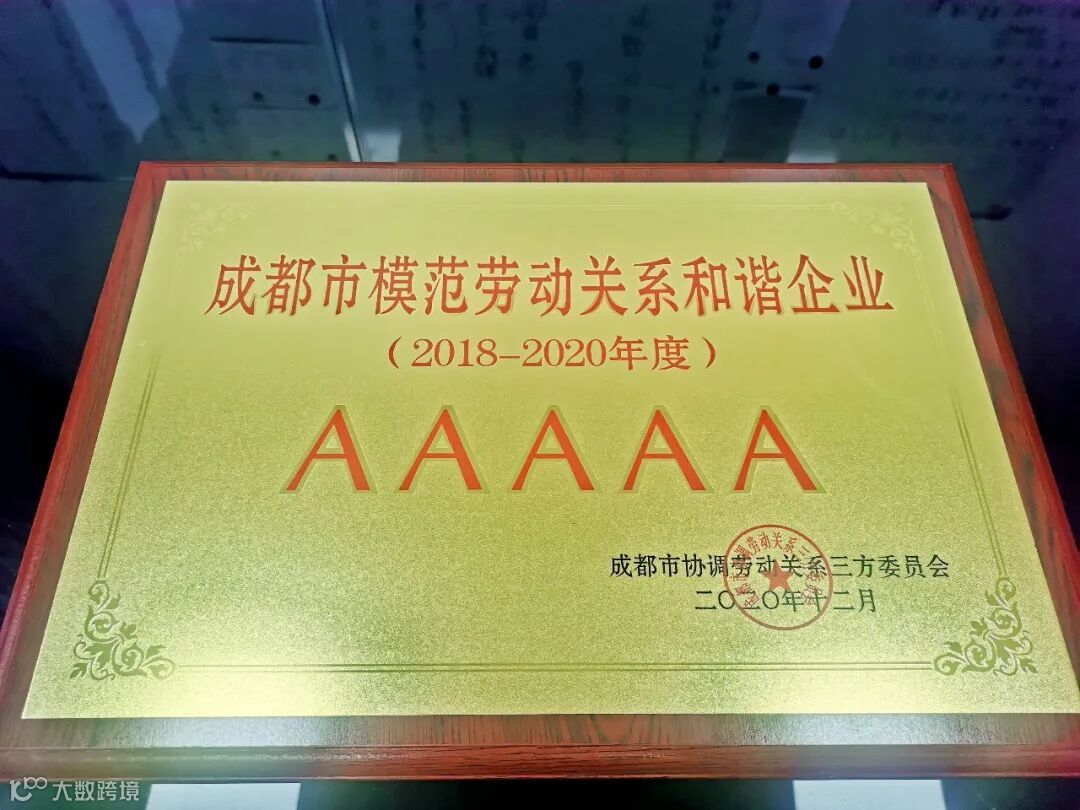 成都市模范劳动关系和谐企业
（2018-2020年度）
AAAAA
成都市协调劳动关系三方委员会
二〇二〇年十二月
大数跨境